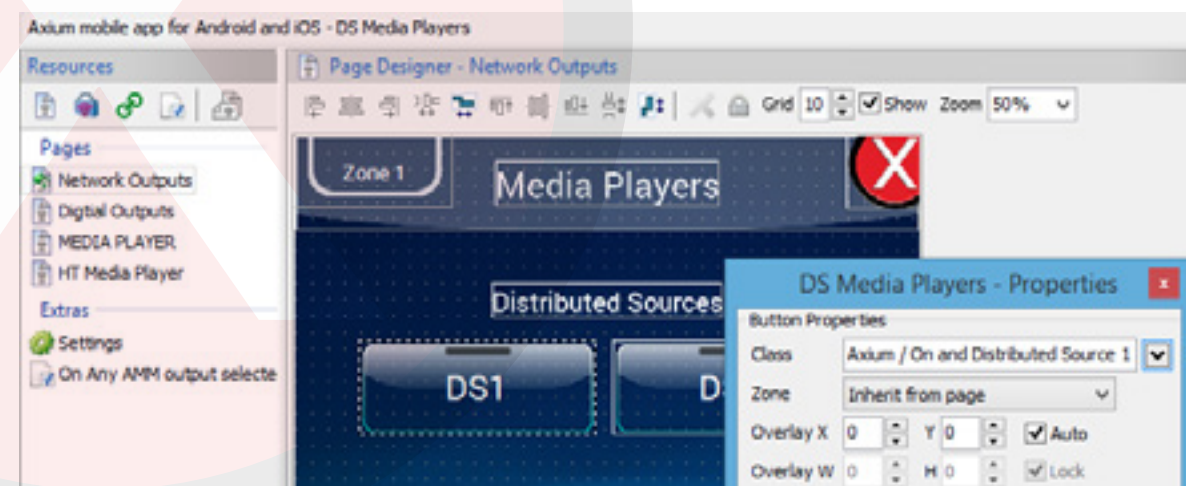 Axium mobile app for Android and iOS - DS Media Players
Resources
Page Designer - Network Outputs
Grid 10 Show Zoom 50%
Pages
Network Outputs
Digtial Outputs
MEDIA PLAYER
HT Media Player
Extras
Settings
On Any AMM output selecte
Zone 1
Media Players
X
Distributed Sources
DS1
D
DS Media Players - Properties
x
Button Properties
Class Axium / On and Distributed Source 1
Zone Inherit from page
Overlay X 0 Y 0 Auto
Overlay W 0 H 0 Lock